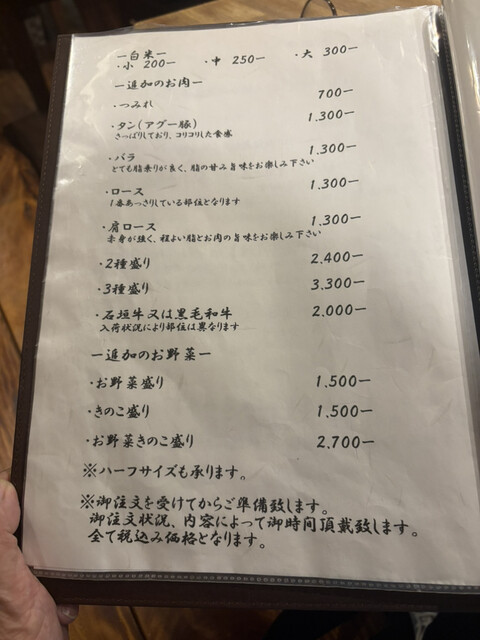 ー白米ー
・小 200ー ・中 250ー ・大 300ー
ー追加のお肉ー
・つみれ 700ー
・タン(アグー豚) 1.300ー
さっぱりしており、コリコリした食感
・バラ 1.300ー
とても脂乗りが良く、脂の甘み旨味をお楽しみ下さい
・ロース 1.300ー
1番あっさりしている部位となります
・肩ロース 1.300ー
赤身が強く、程よい脂とお肉の旨味をお楽しみ下さい
・2種盛り 2.400ー
・3種盛り 3.300ー
・石垣牛又は黒毛和牛 2.000ー
入荷状況により部位は異なります
ー追加のお野菜ー
・お野菜盛り 1.500ー
・きのこ盛り 1.500ー
・お野菜きのこ盛り 2.700ー
※ハーフサイズも承ります。
※御注文を受けてからご準備致します。
御注文状況、内容によって御時間頂戴致します。
全て税込み価格となります。